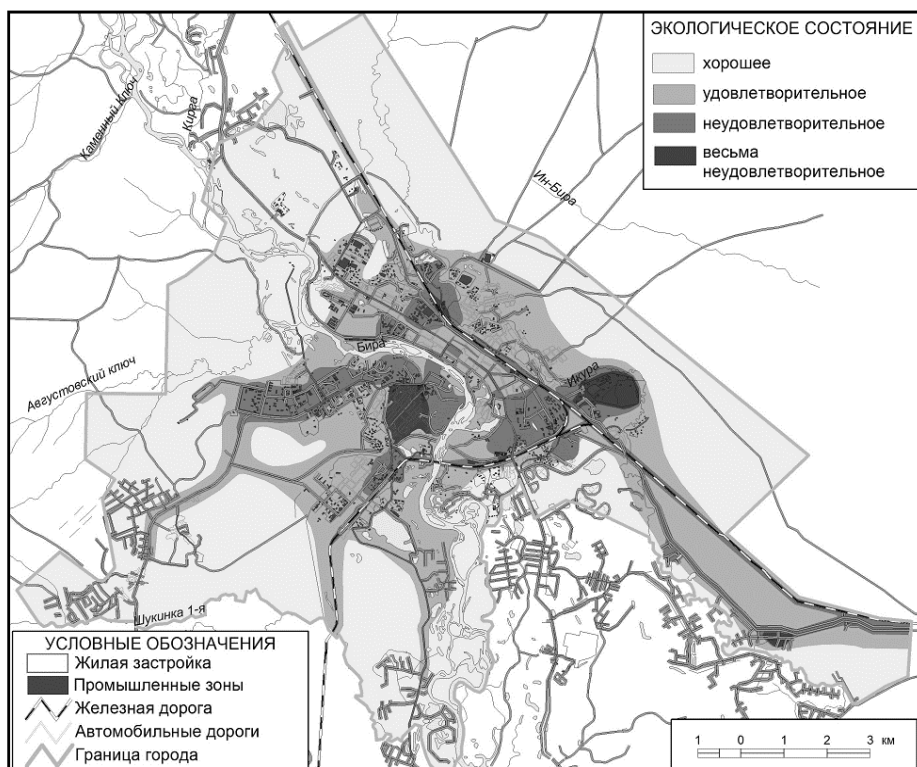 ЭКОЛОГИЧЕСКОЕ СОСТОЯНИЕ
хорошее
удовлетворительное
неудовлетворительное
весьма
неудовлетворительное
Каменный Ключ
Кирга
Ин-Бира
Бира
Икура
Августовский ключ
Шукинка 1-я
УСЛОВНЫЕ ОБОЗНАЧЕНИЯ
Жилая застройка
Промышленные зоны
Железная дорога
Автомобильные дороги
Граница города
1 0 1 2 3 км